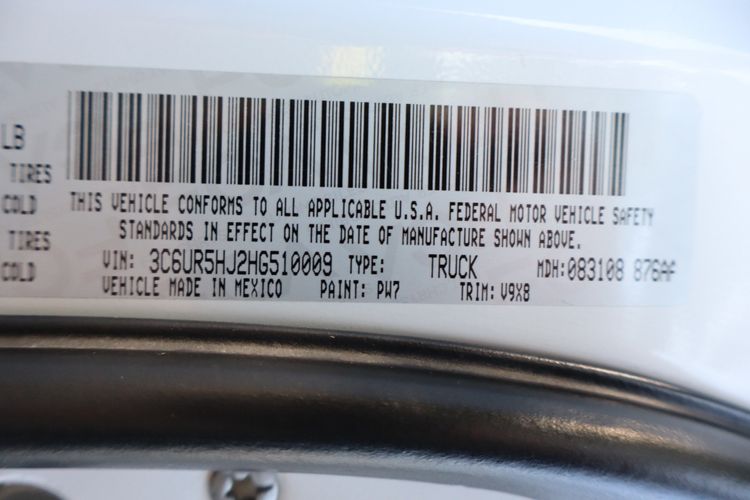 LB
TIRES
COLD
TIRES
COLD
THIS VEHICLE CONFORMS TO ALL APPLICABLE U.S.A. FEDERAL MOTOR VEHICLE SAFETY
STANDARDS IN EFFECT ON THE DATE OF MANUFACTURE SHOWN ABOVE.
VIN: 3C6UR5HJ2HG510009 TYPE: TRUCK MDH:083108 876AF
VEHICLE MADE IN MEXICO PAINT: PW7 TRIM: V9X8